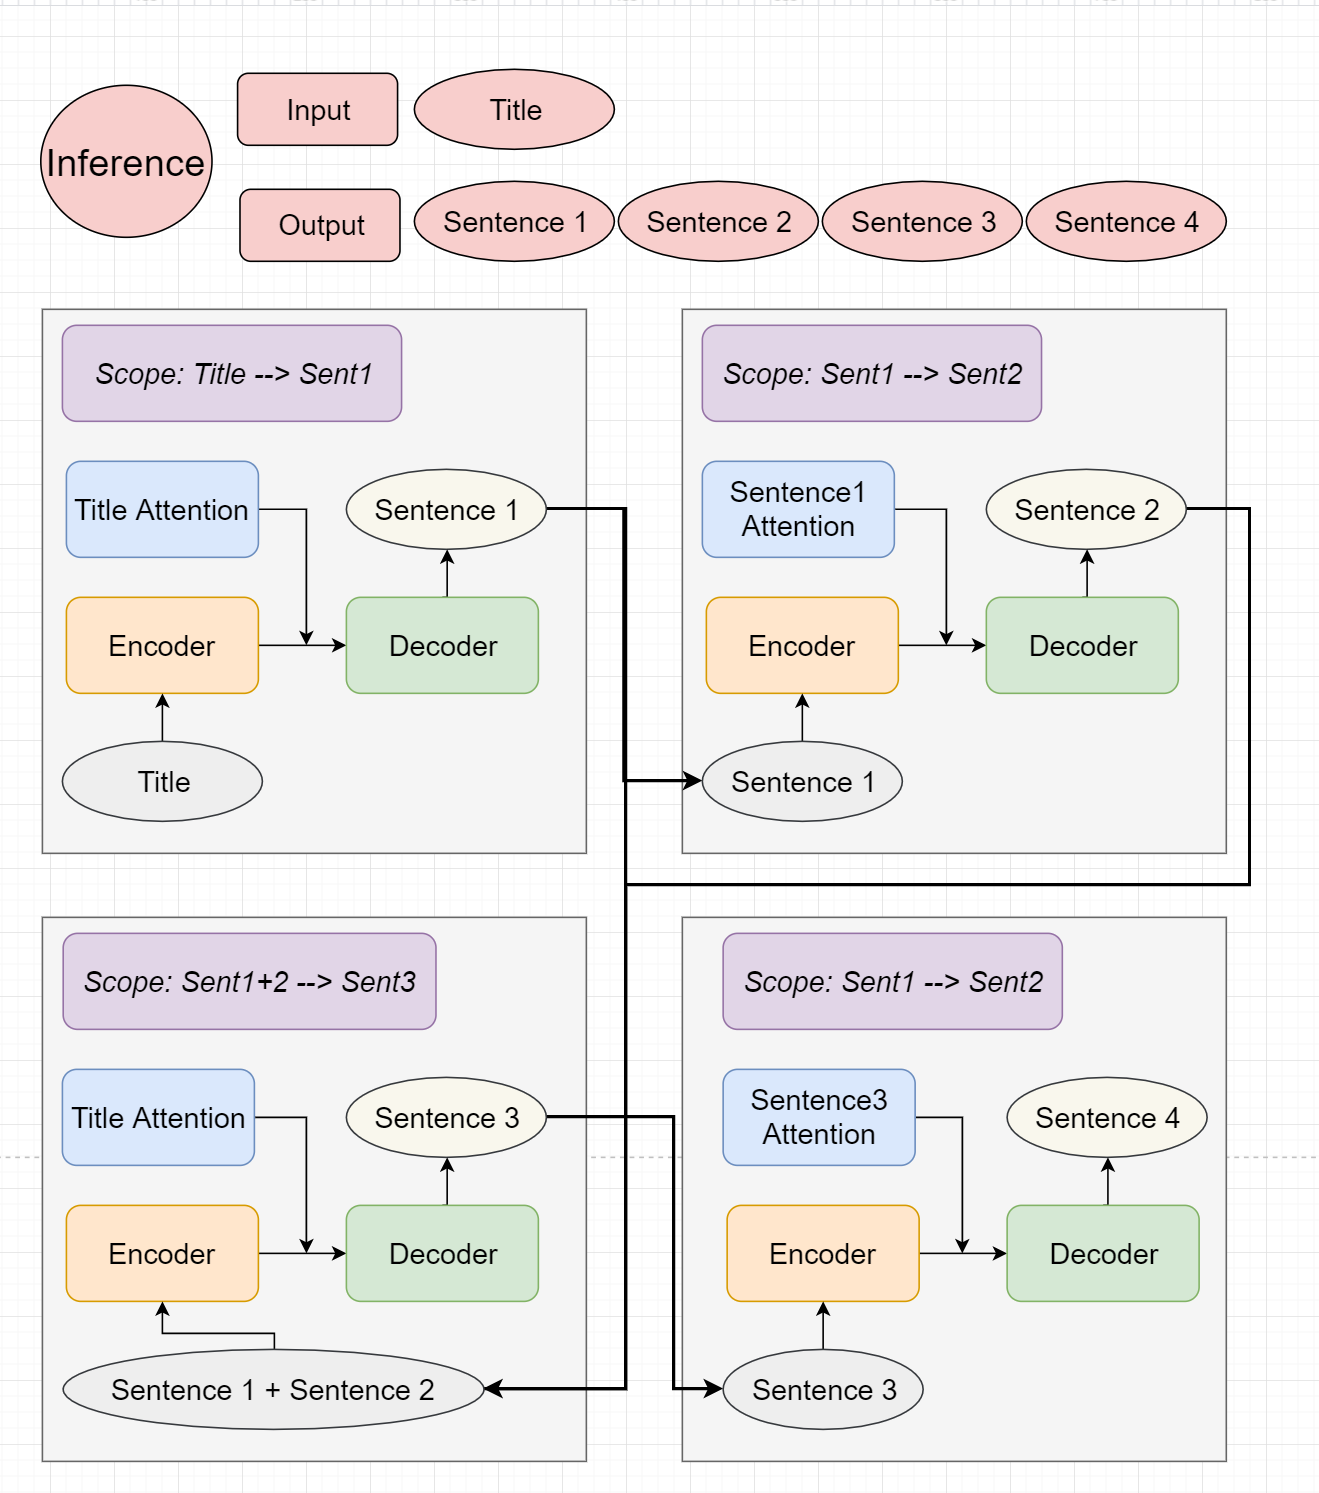 Inference
Input
Title
Output
Sentence 1
Sentence 2
Sentence 3
Sentence 4
Scope: Title --> Sent1
Title Attention
Sentence 1
Encoder
Decoder
Title
Scope: Sent1 --> Sent2
Sentence1
Attention
Sentence 2
Encoder
Decoder
Sentence 1
Scope: Sent1+2 --> Sent3
Title Attention
Sentence 3
Encoder
Decoder
Sentence 1 + Sentence 2
Scope: Sent1 --> Sent2
Sentence3
Attention
Sentence 4
Encoder
Decoder
Sentence 3